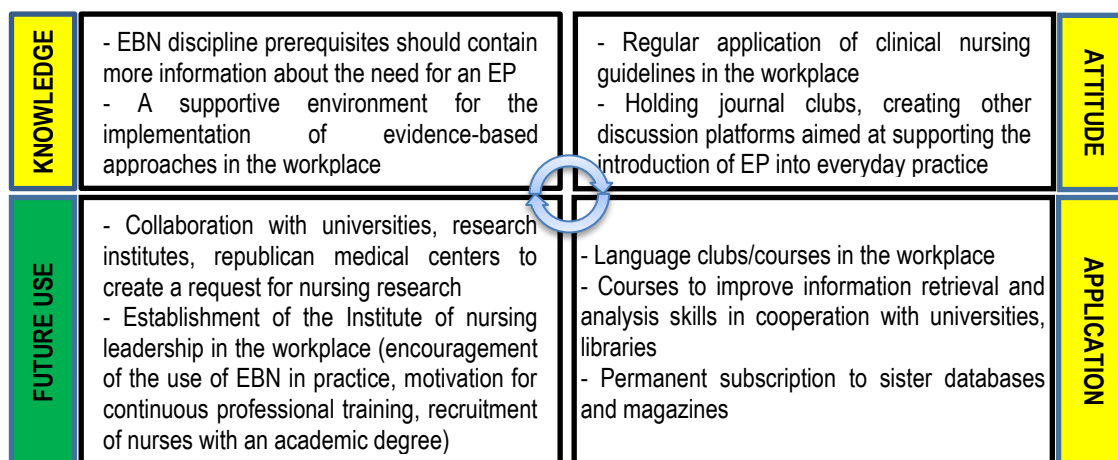 KNOWLEDGE
- EBN discipline prerequisites should contain
more information about the need for an EP
- A supportive environment for the
implementation of evidence-based
approaches in the workplace
- Regular application of clinical nursing
guidelines in the workplace
- Holding journal clubs, creating other
discussion platforms aimed at supporting the
introduction of EP into everyday practice
ATTITUDE
FUTURE USE
- Collaboration with universities, research
institutes, republican medical centers to
create a request for nursing research
- Establishment of the Institute of nursing
leadership in the workplace (encouragement
of the use of EBN in practice, motivation for
continuous professional training, recruitment
of nurses with an academic degree)
- Language clubs/courses in the workplace
- Courses to improve information retrieval and
analysis skills in cooperation with universities,
libraries
- Permanent subscription to sister databases
and magazines
APPLICATION